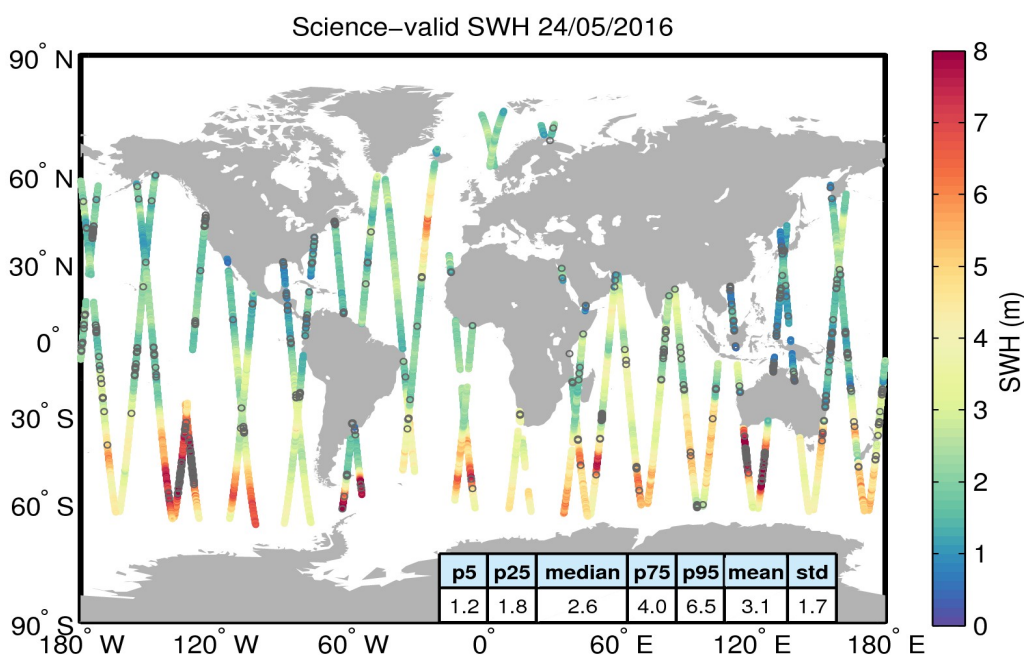 Science−valid SWH 24/05/2016
90° N
60° N
30° N
0°
30° S
60° S
90° S
180° W
120° W
60° W
0°
60° E
120° E
180° E
p5 p25 median p75 p95 mean std
1.2 1.8 2.6 4.0 6.5 3.1 1.7
8
7
6
5
4
3
2
1
0
SWH (m)